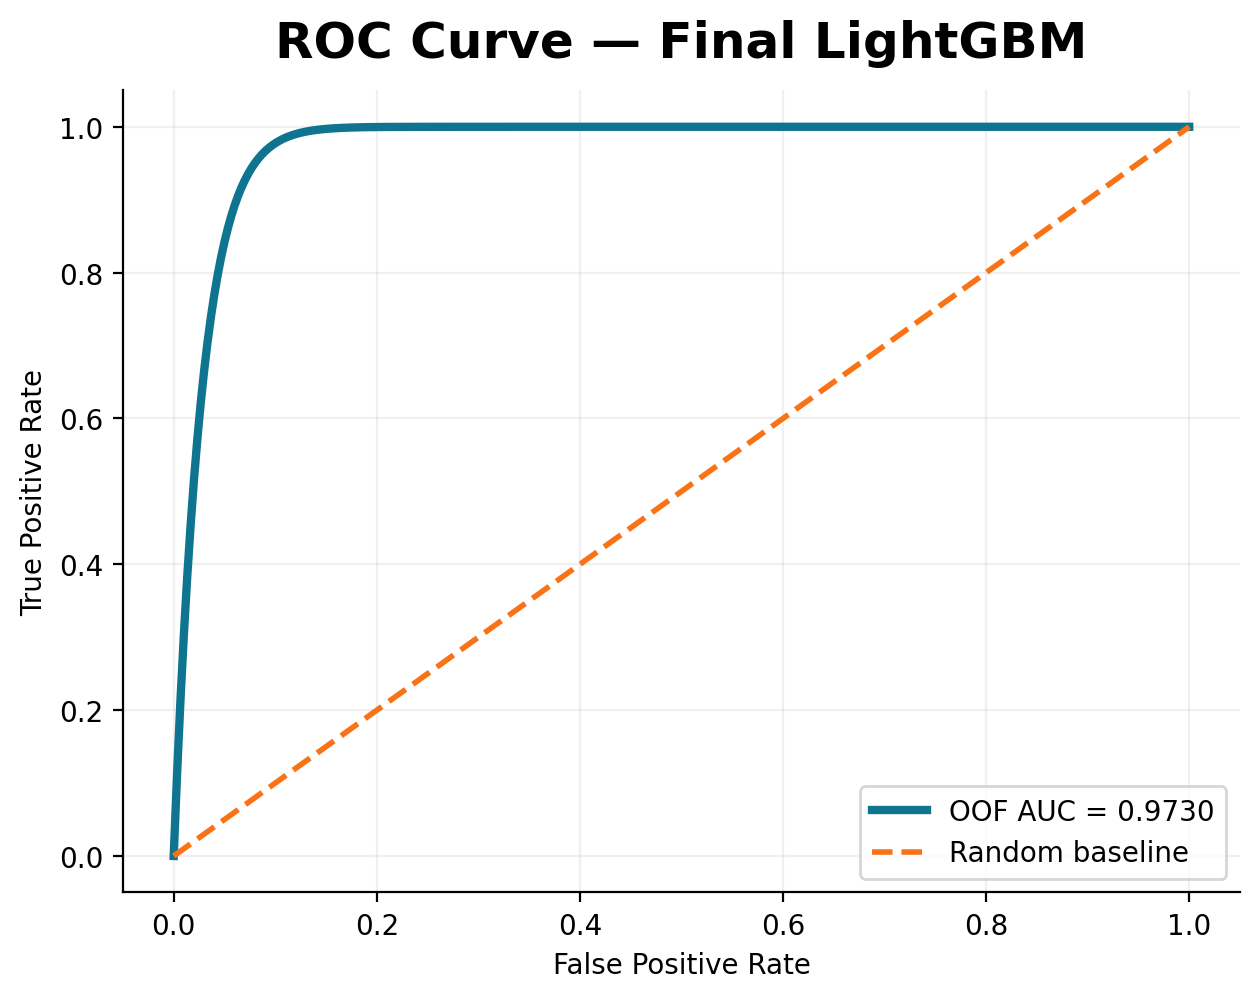 ROC Curve — Final LightGBM
True Positive Rate
1.0
0.8
0.6
0.4
0.2
0.0
OOF AUC = 0.9730
Random baseline
0.0 0.2 0.4 0.6 0.8 1.0
False Positive Rate